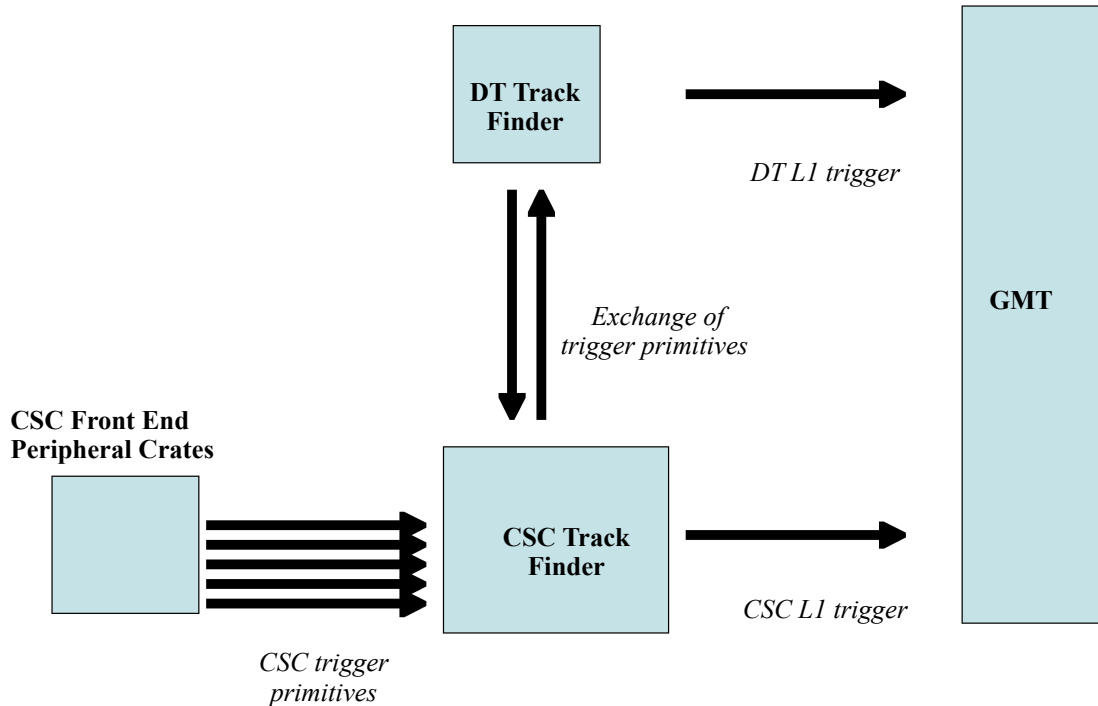 DT Track
Finder
DT L1 trigger
GMT
Exchange of
trigger primitives
CSC Front End
Peripheral Crates
CSC Track
Finder
CSC L1 trigger
CSC trigger
primitives